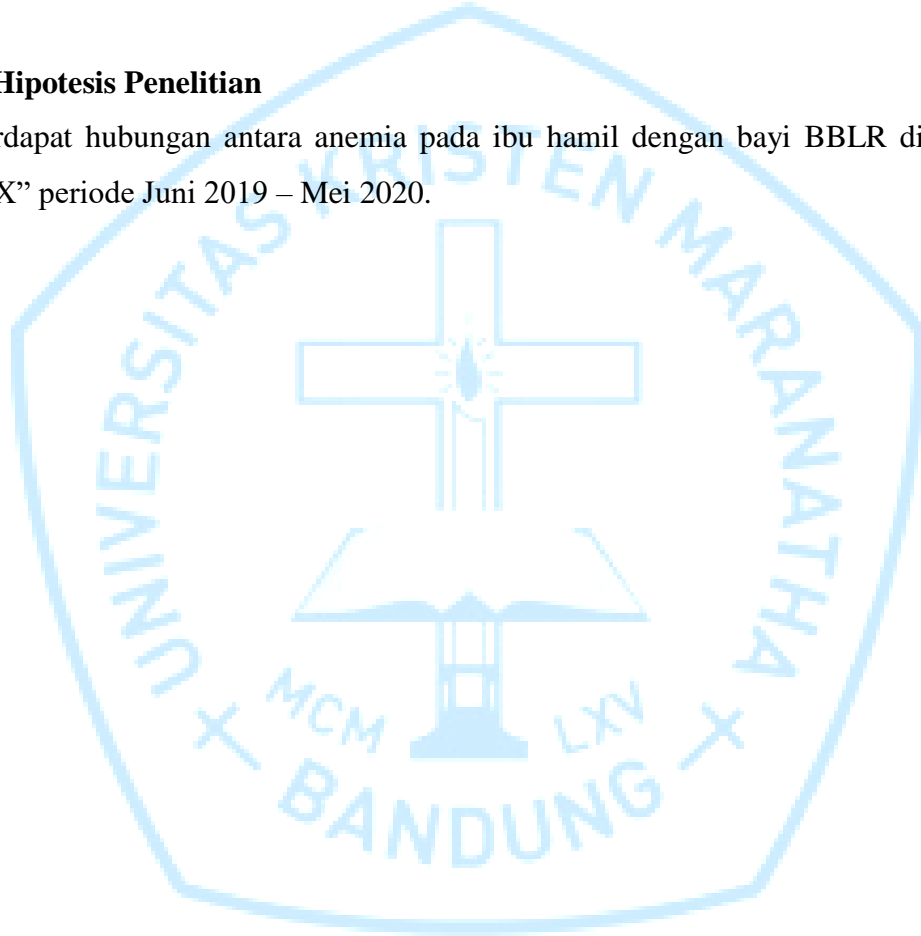 Hipotesis Penelitian
rdapat hubungan antara anemia pada ibu hamil dengan bayi BBLR di
X” periode Juni 2019 – Mei 2020.
UNIVERSITAS KRISTEN MARANATHA
MCM LXV
BANDUNG